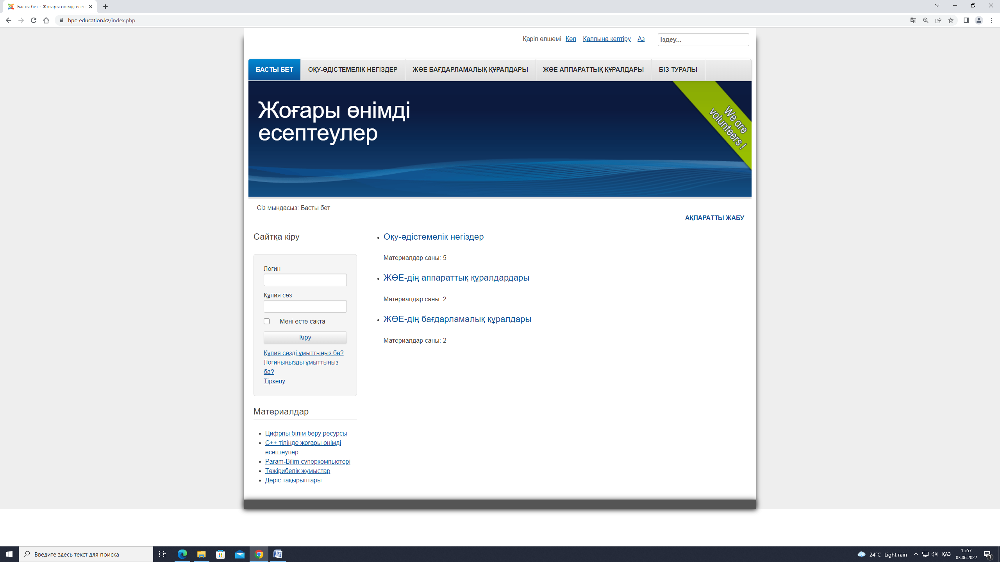 Басты бет - Жоғары өнімді есеп
hpc-education.kz/index.php
Қаріп өлшемі Көп Қалпына келтіру Аз
Іздеу...
БАСТЫ БЕТ ОҚУ-ӘДІСТЕМЕЛІК НЕГІЗДЕР ЖӨЕ БАҒДАРЛАМАЛЫҚ ҚҰРАЛДАРЫ ЖӨЕ АППАРАТТЫҚ ҚҰРАЛДАРЫ БІЗ ТУРАЛЫ
Жоғары өнімді
есептеулер
We are
volunteers !
Сіз мындасыз: Басты бет
АҚПАРАТТЫ ЖАБУ
Сайтқа кіру
Логин
Құпия сөз
Мені есте сақта
Кіру
Құпия сөзді ұмыттыңыз ба?
Логиныңызды ұмыттыңыз
ба?
Тіркелу
Материалдар
Цифрлы білім беру ресурсы
C++ тілінде жоғары өнімді
есептеулер
Param-Bilim суперкомпьютері
Тәжірибелік жұмыстар
Дәріс тақырыптары
Оқу-әдістемелік негіздер
Материалдар саны: 5
ЖӨЕ-дің аппараттық құралдардары
Материалдар саны: 2
ЖӨЕ-дің бағдарламалық құралдары
Материалдар саны: 2
Введите здесь текст для поиска
24°C Light rain
ҚАЗ
15:57
03.06.2022
1